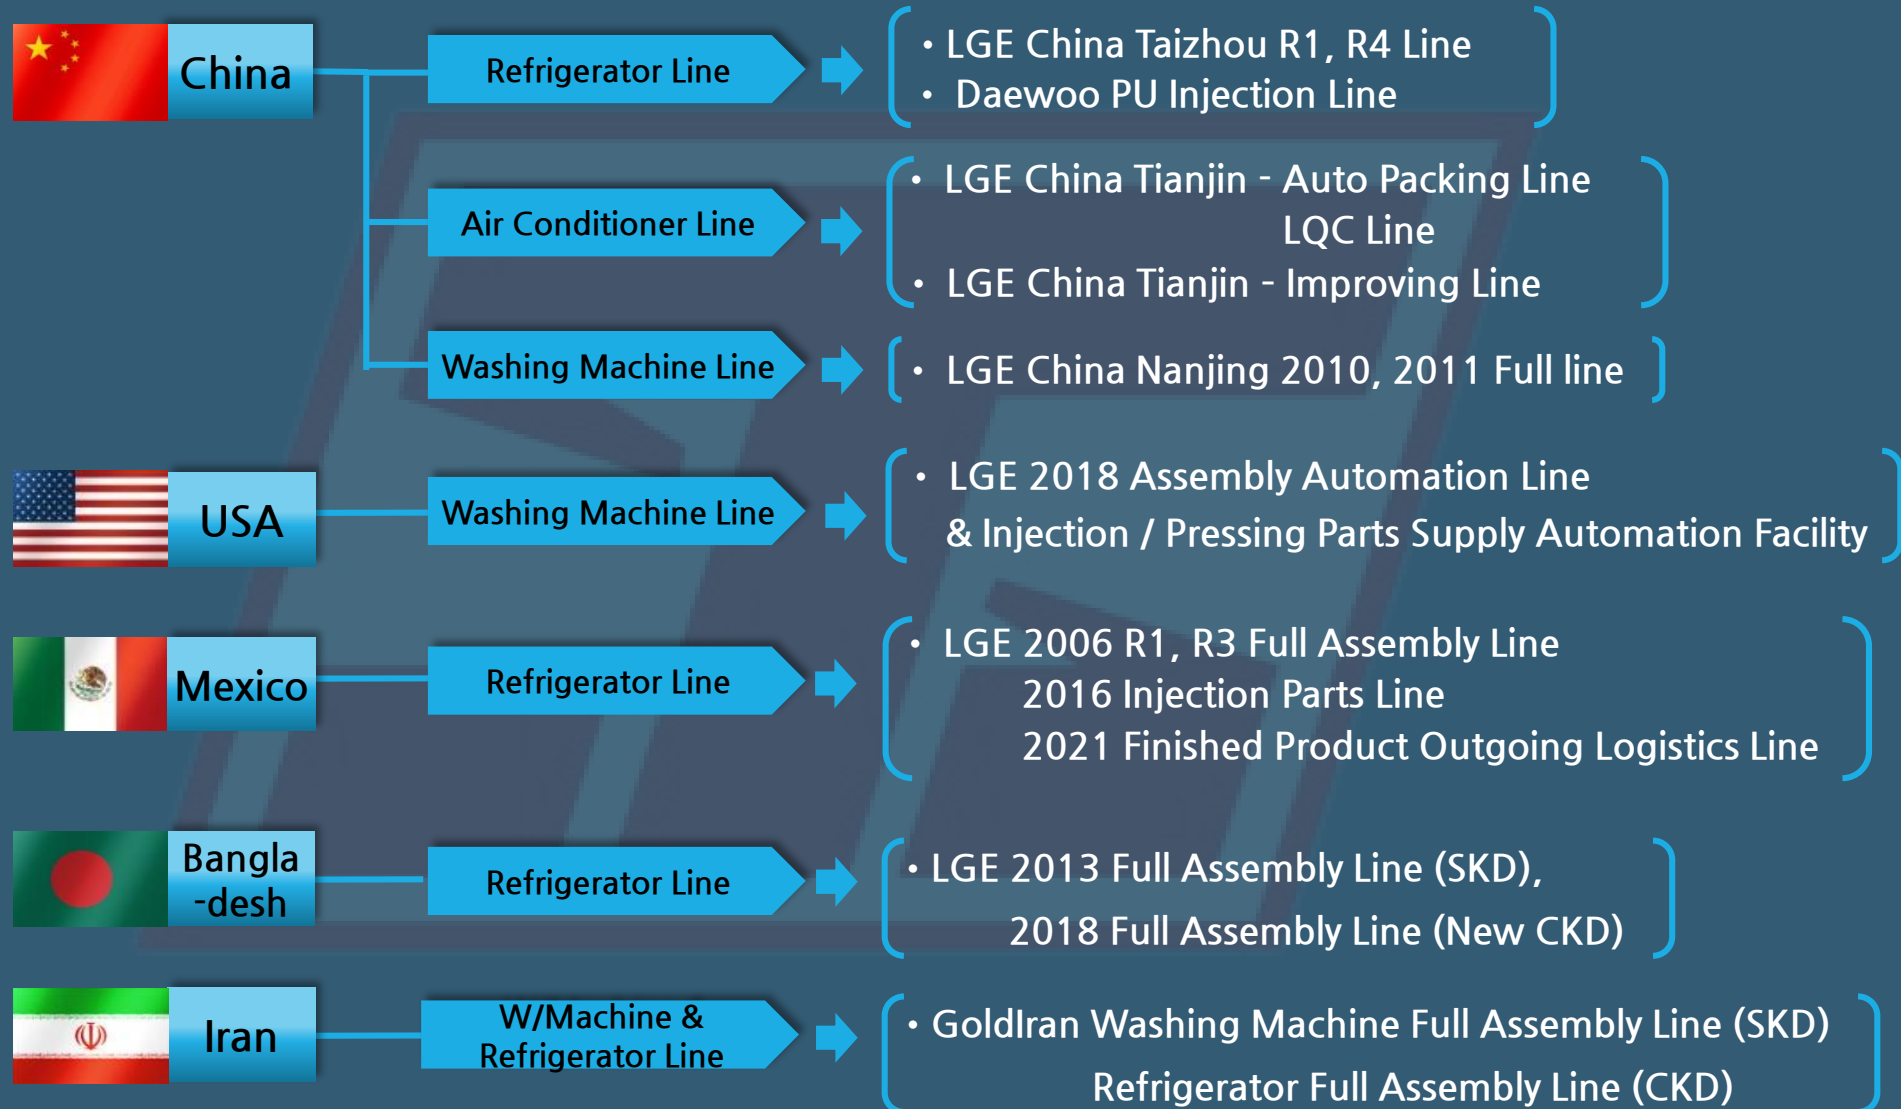 China
Refrigerator Line
• LGE China Taizhou R1, R4 Line
• Daewoo PU Injection Line
Air Conditioner Line
• LGE China Tianjin - Auto Packing Line
LQC Line
• LGE China Tianjin - Improving Line
Washing Machine Line
• LGE China Nanjing 2010, 2011 Full line
USA
Washing Machine Line
• LGE 2018 Assembly Automation Line
& Injection / Pressing Parts Supply Automation Facility
Mexico
Refrigerator Line
• LGE 2006 R1, R3 Full Assembly Line
2016 Injection Parts Line
2021 Finished Product Outgoing Logistics Line
Bangla
-desh
Refrigerator Line
• LGE 2013 Full Assembly Line (SKD),
2018 Full Assembly Line (New CKD)
Iran
W/Machine &
Refrigerator Line
• GoldIran Washing Machine Full Assembly Line (SKD)
Refrigerator Full Assembly Line (CKD)